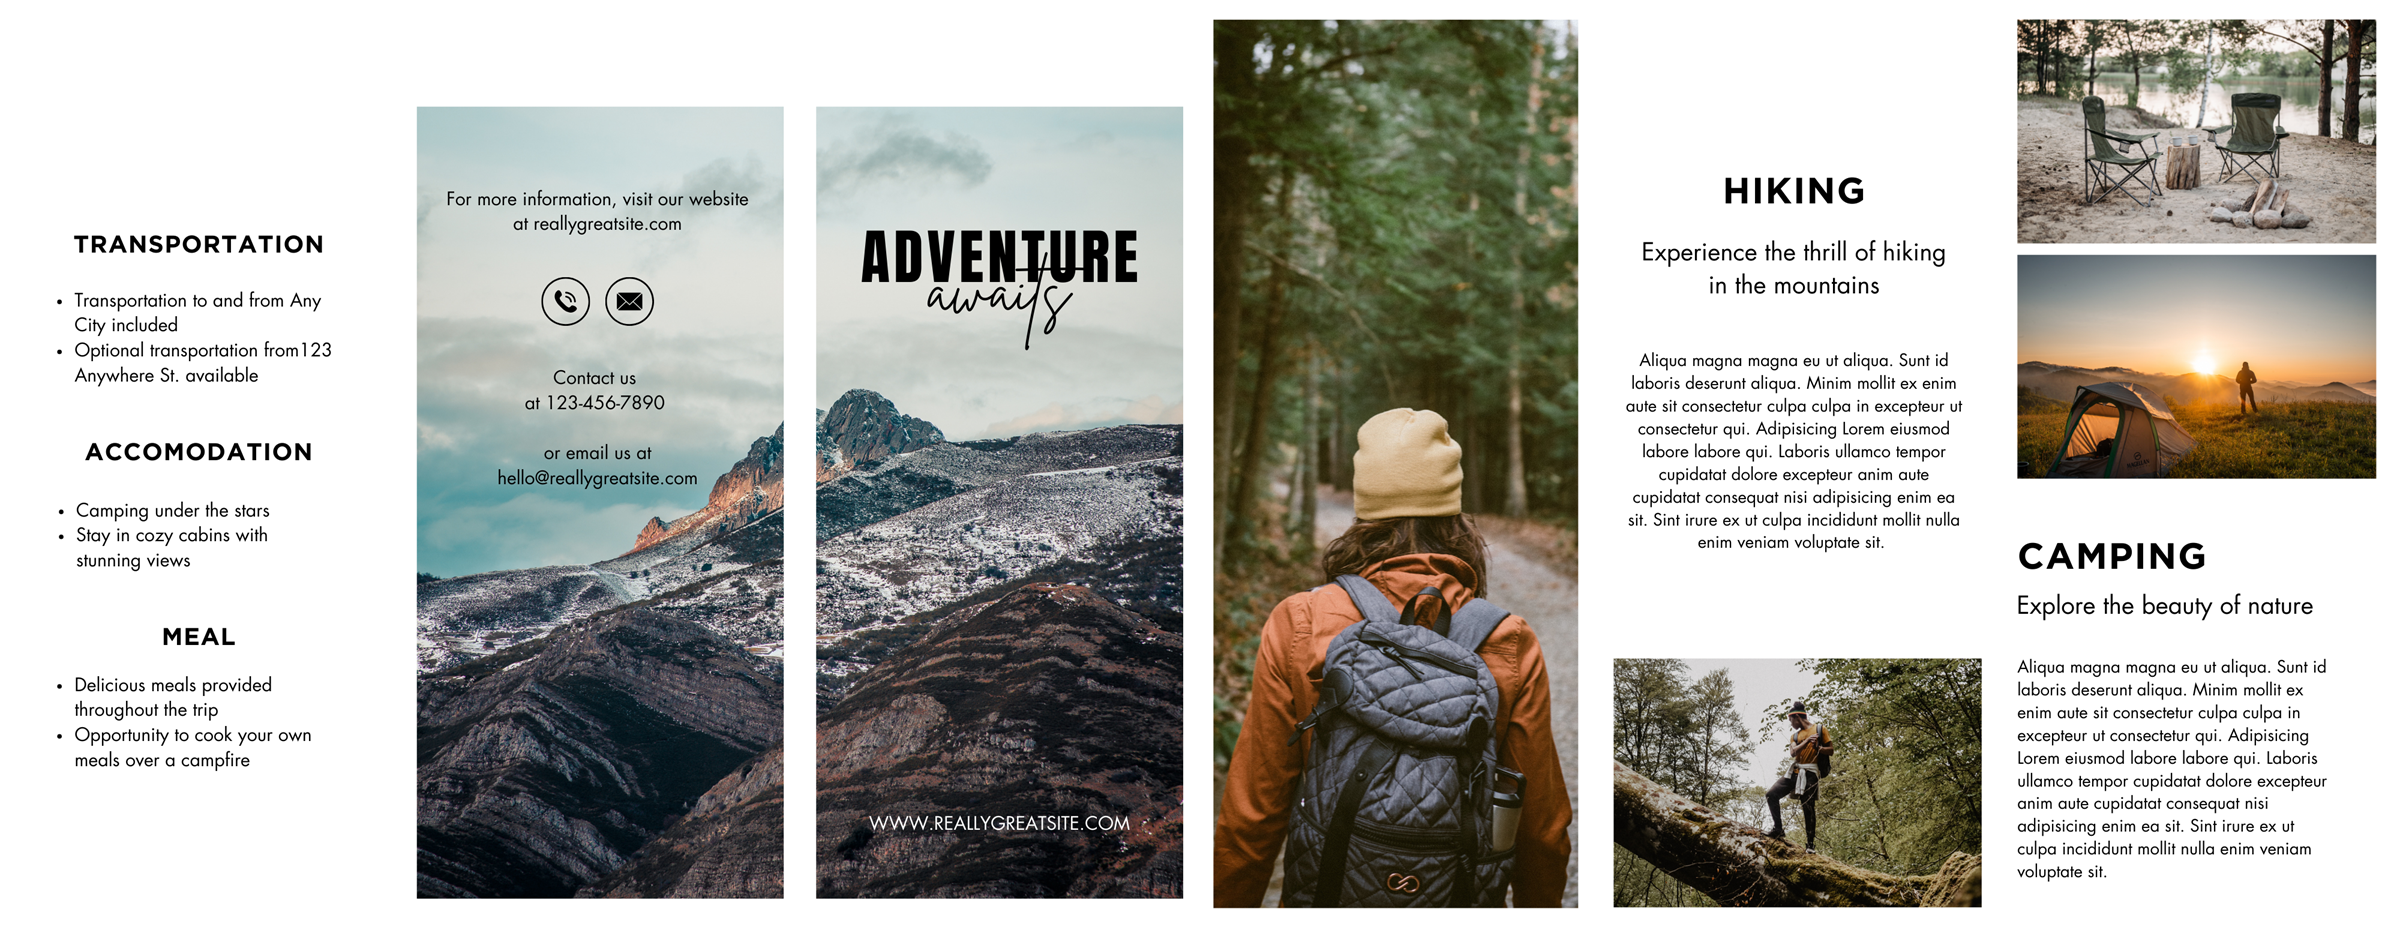 TRANSPORTATION
• Transportation to and from Any
City included
• Optional transportation from123
Anywhere St. available
ACCOMODATION
• Camping under the stars
• Stay in cozy cabins with
stunning views
MEAL
• Delicious meals provided
throughout the trip
• Opportunity to cook your own
meals over a campfire
For more information, visit our website
at reallygreatsite.com
Contact us
at 123-456-7890
or email us at
hello@reallygreatsite.com
ADVENTURE
awaits
WWW.REALLYGREATSITE.COM
HIKING
Experience the thrill of hiking
in the mountains
Aliqua magna magna eu ut aliqua. Sunt id
laboris deserunt aliqua. Minim mollit ex enim
aute sit consectetur culpa culpa in excepteur ut
consectetur qui. Adipisicing Lorem eiusmod
labore labore qui. Laboris ullamco tempor
cupidatat dolore excepteur anim aute
cupidatat consequat nisi adipisicing enim ea
sit. Sint irure ex ut culpa incididunt mollit nulla
enim veniam voluptate sit.
CAMPING
Explore the beauty of nature
Aliqua magna magna eu ut aliqua. Sunt id
laboris deserunt aliqua. Minim mollit ex
enim aute sit consectetur culpa culpa in
excepteur ut consectetur qui. Adipisicing
Lorem eiusmod labore labore qui. Laboris
ullamco tempor cupidatat dolore excepteur
anim aute cupidatat consequat nisi
adipisicing enim ea sit. Sint irure ex ut
culpa incididunt mollit nulla enim veniam
voluptate sit.